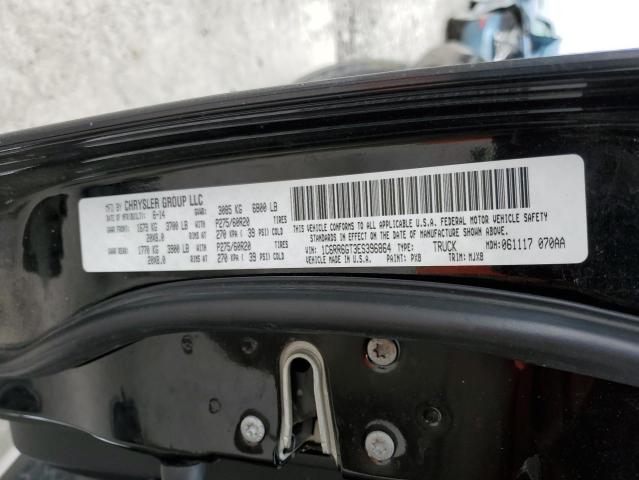 MFD BY CHRYSLER GROUP LLC
DATE OF MFR(BUILT): 6-14 GVWR: 3085 KG 6800 LB
GAWR FRONT: 1679 KG 3700 LB TIRES P275/60R20
20X8.0 RIMS AT 270 KPA ( 39 PSI) COLD
GAWR REAR: 1770 KG 3900 LB TIRES P275/60R20
20X8.0 RIMS AT 270 KPA ( 39 PSI) COLD
THIS VEHICLE CONFORMS TO ALL APPLICABLE U.S.A. FEDERAL MOTOR VEHICLE SAFETY
STANDARDS IN EFFECT ON THE DATE OF MANUFACTURE SHOWN ABOVE.
VIN: 1C6RR6GT3ES396864 TYPE: TRUCK MDH: 061117 070AA
VEHICLE MADE IN U.S.A. PAINT: PX8 TRIM: MJX8